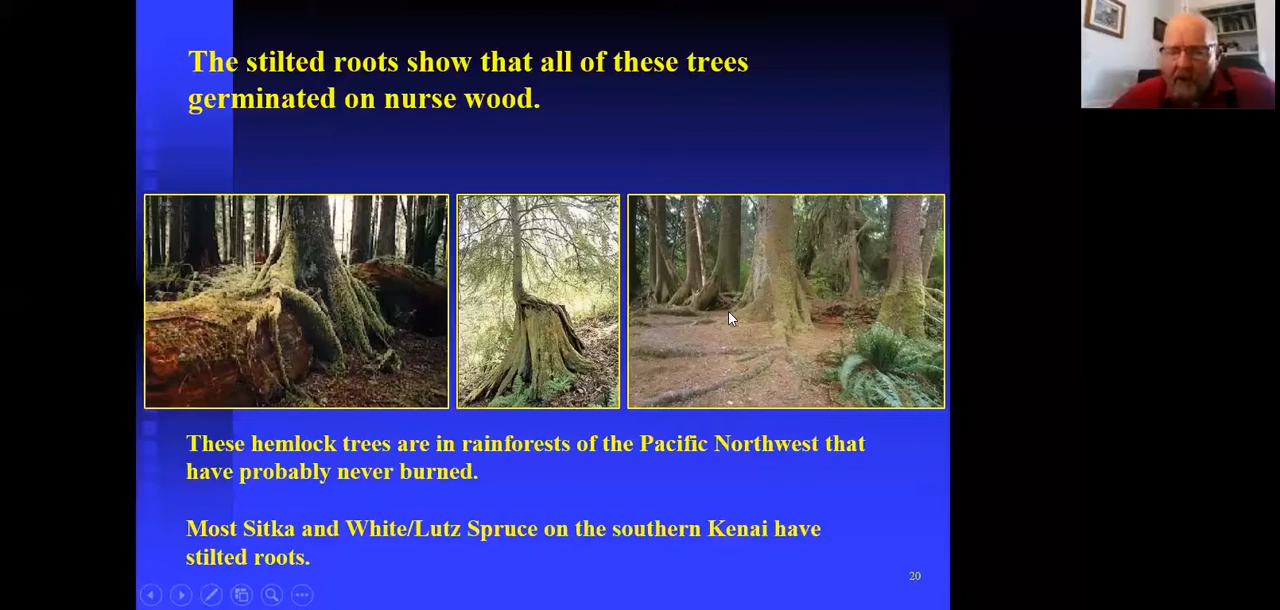 The stilted roots show that all of these trees
germinated on nurse wood.
These hemlock trees are in rainforests of the Pacific Northwest that
have probably never burned.
Most Sitka and White/Lutz Spruce on the southern Kenai have
stilted roots.
20